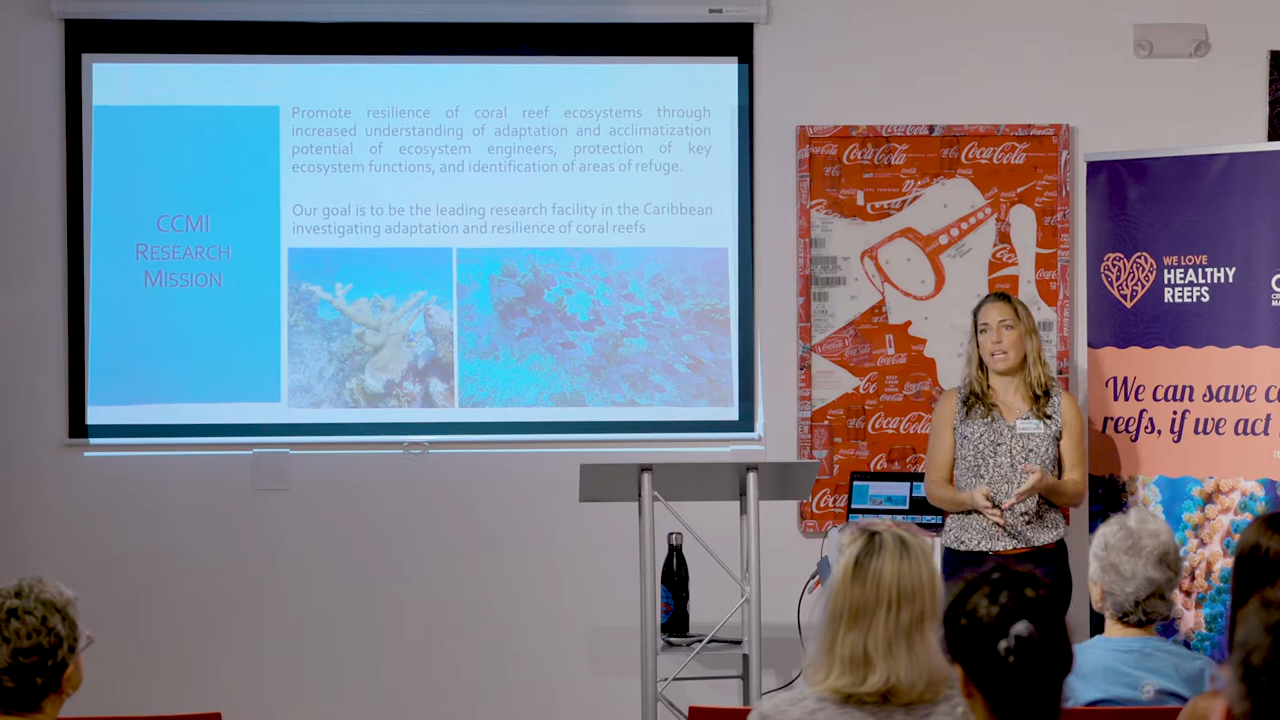 CCMI
RESEARCH
MISSION
Promote resilience of coral reef ecosystems through
increased understanding of adaptation and acclimatization
potential of ecosystem engineers, protection of key
ecosystem functions, and identification of areas of refuge.
Our goal is to be the leading research facility in the Caribbean
investigating adaptation and resilience of coral reefs
Coca-Cola
Coca-Cola
Coca-Cola
Coca-Cola
WE LOVE
HEALTHY
REEFS
We can save
reefs, if we act